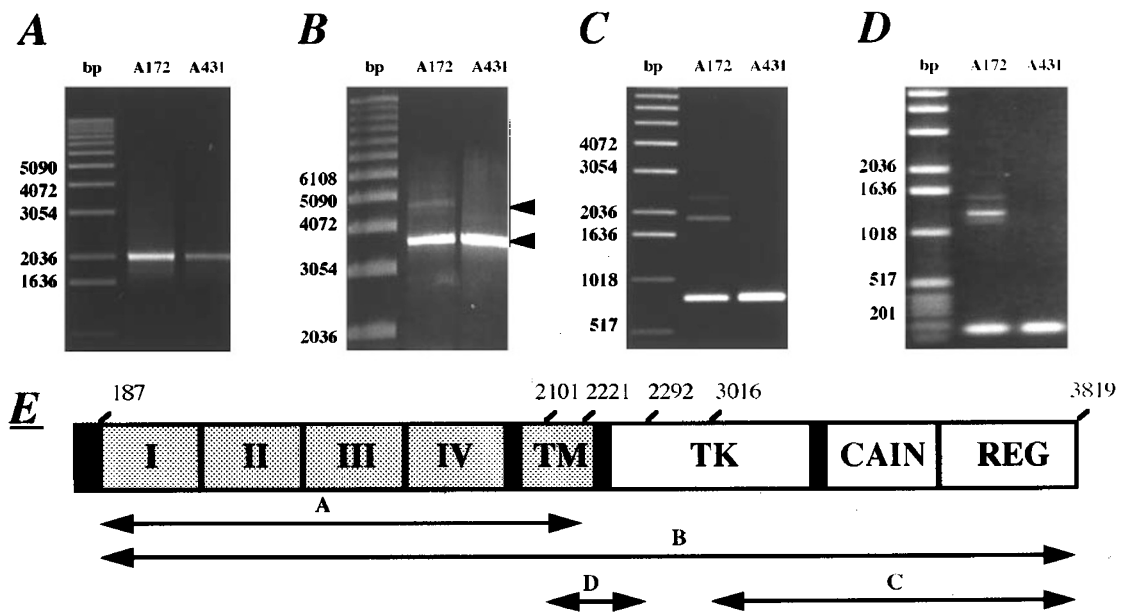 A B C D
bp A172 A431 bp A172 A431 bp A172 A431 bp A172 A431
5090
4072
3054
2036
1636
6108
5090
4072
3054
2036
4072
3054
2036
1636
1018
517
2036
1636
1018
517
201
E
187 2101 2221 2292 3016 3819
I II III IV TM TK CAIN REG
A
B
D C